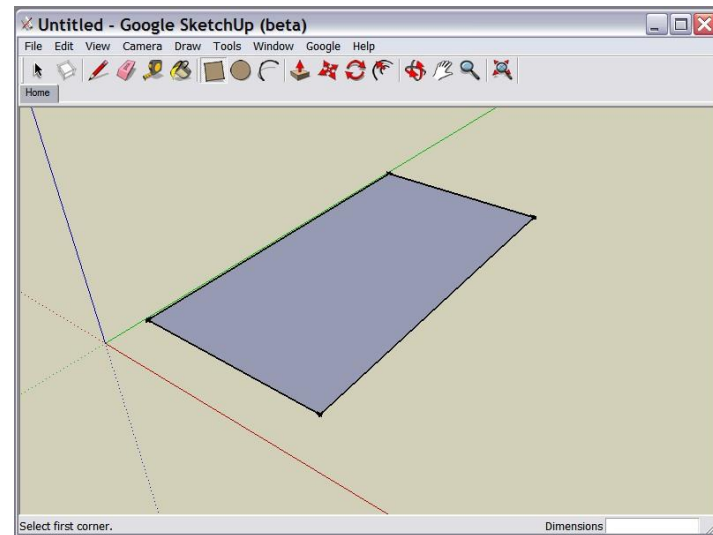 Untitled - Google SketchUp (beta)
File Edit View Camera Draw Tools Window Google Help
Home
Select first corner.
Dimensions